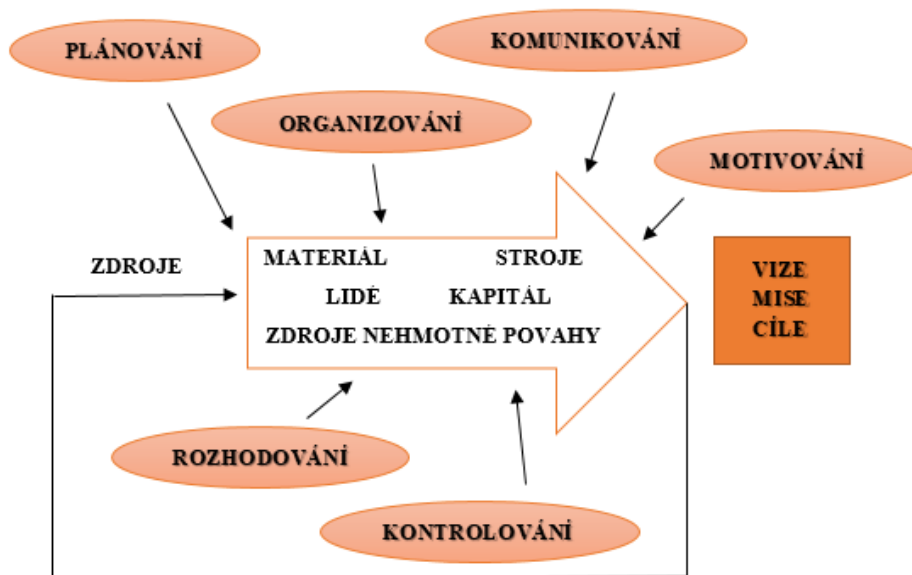 PLÁNOVÁNÍ
KOMUNIKOVÁNÍ
ORGANIZOVÁNÍ
MOTIVOVÁNÍ
ZDROJE
MATERIÁL
STROJE
LIDÉ
KAPITÁL
ZDROJE NEHMOTNÉ POVAHY
VIZE
MISE
CÍLE
ROZHODOVÁNÍ
KONTROLOVÁNÍ